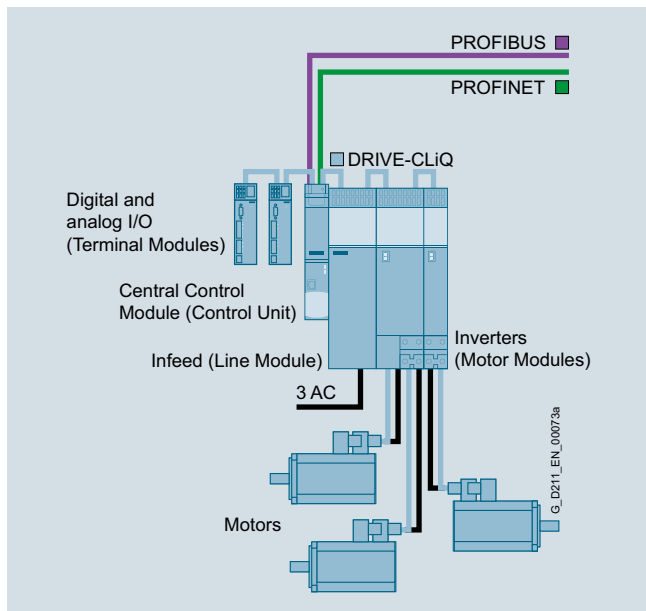 PROFIBUS
PROFINET
DRIVE-CLiQ
Digital and
analog I/O
(Terminal Modules)
Central Control
Module (Control Unit)
Infeed (Line Module)
Inverters
(Motor Modules)
3 AC
Motors
G_D211_EN_00073a